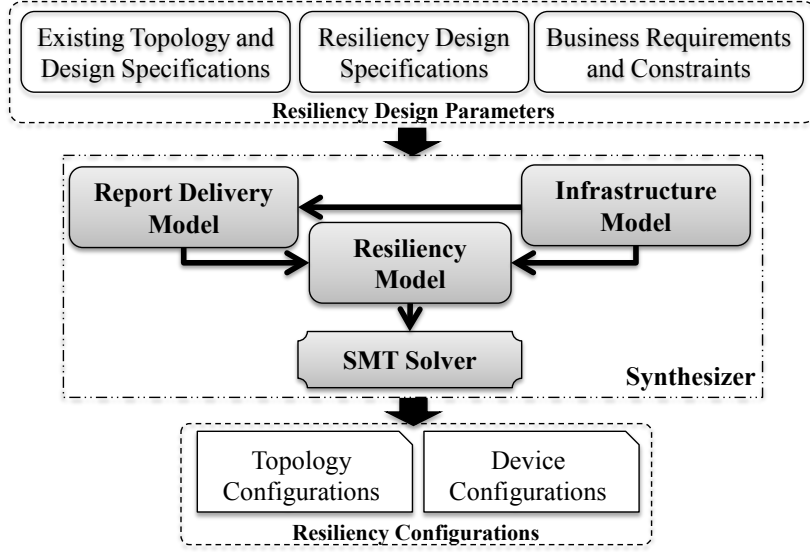 Existing Topology and
Design Specifications
Resiliency Design
Specifications
Business Requirements
and Constraints
Resiliency Design Parameters
Report Delivery
Model
Infrastructure
Model
Resiliency
Model
SMT Solver
Synthesizer
Topology
Configurations
Device
Configurations
Resiliency Configurations